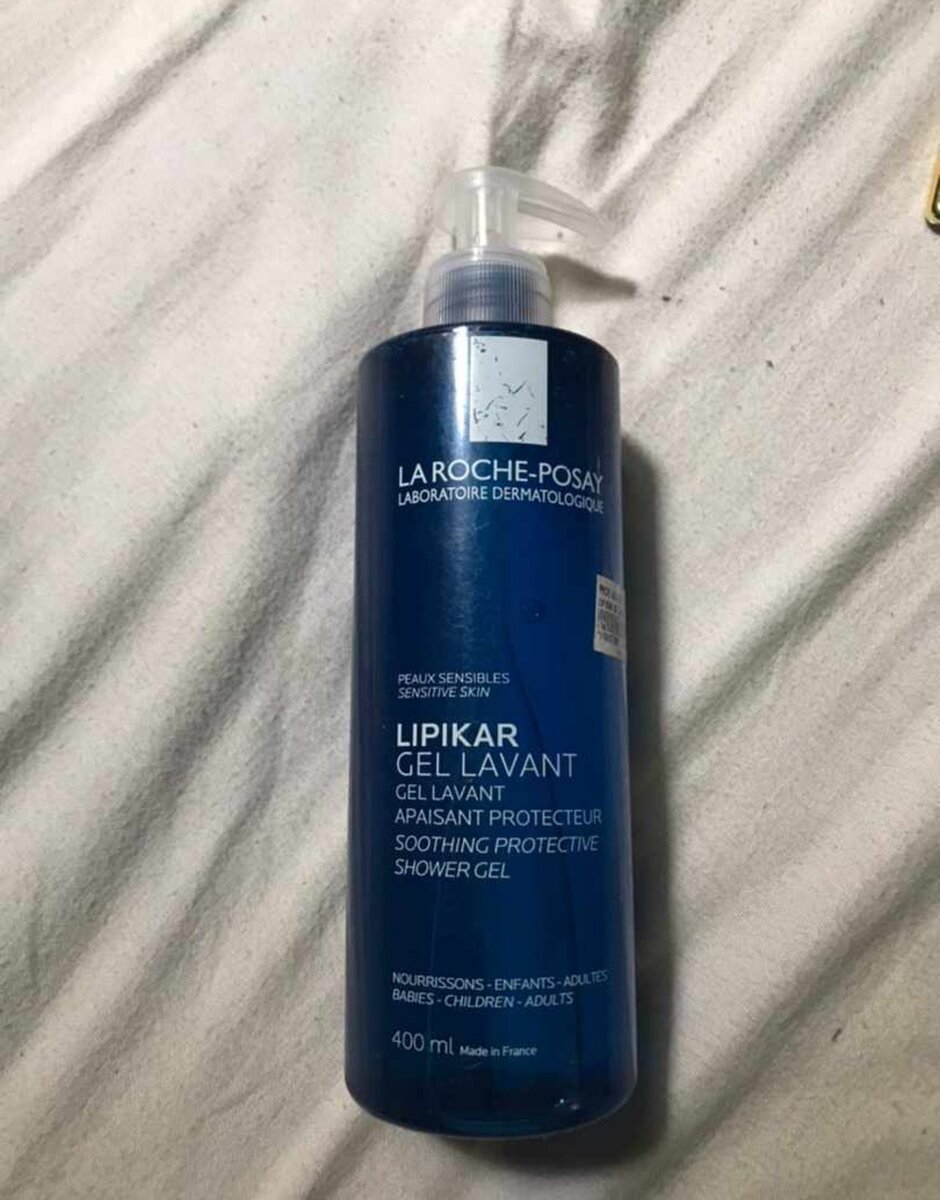 LA ROCHE-POSAY
LABORATOIRE DERMATOLOGIQUE
PEAUX SENSIBLES
SENSITIVE SKIN
LIPIKAR
GEL LAVANT
GEL LAVANT
APAISANT PROTECTEUR
SOOTHING PROTECTIVE
SHOWER GEL
NOURRISSONS - ENFANTS - ADULTES
BABIES - CHILDREN - ADULTS
400 ml Made in France